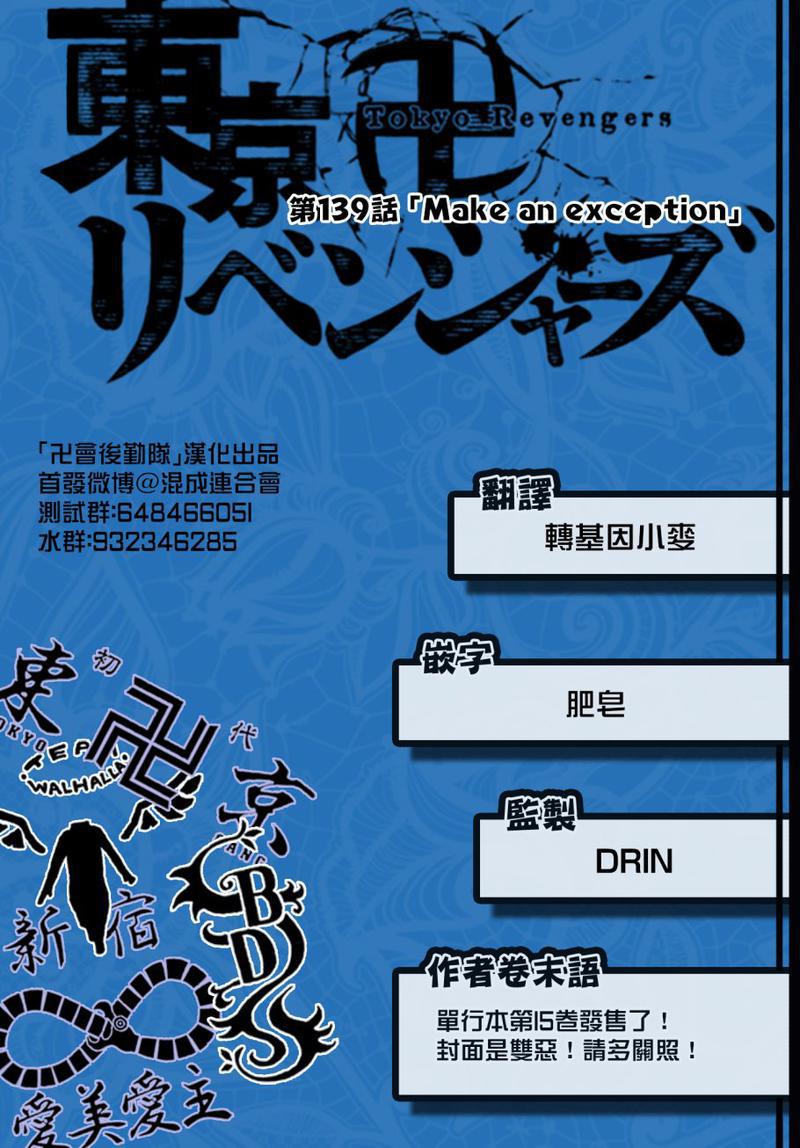 東京卍
Tokyo Revengers
第139話「Make an exception」
リベンジャーズ
「卍會後勤隊」漢化出品
首發微博@混成連合會
測試群:648466051
水群:932346285
翻譯
轉基因小麥
嵌字
肥皂
監製
DRIN
作者卷末語
單行本第15卷發售了！
封面是雙惡！請多關照！
初
代
東
卍
京
TOKYO
WALHALLA
新宿
BDS
愛美愛主